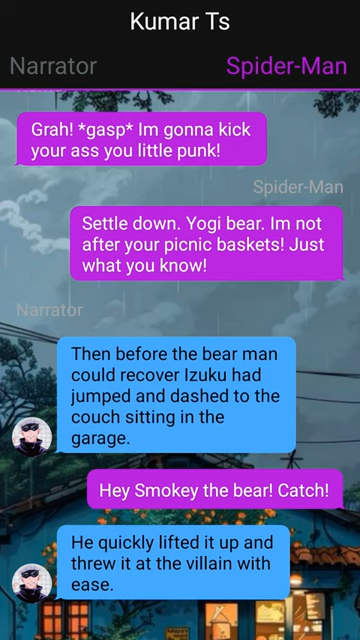 Kumar Ts
Narrator
Spider-Man
Grah! *gasp* Im gonna kick
your ass you little punk!
Spider-Man
Settle down. Yogi bear. Im not
after your picnic baskets! Just
what you know!
Narrator
Then before the bear man
could recover Izuku had
jumped and dashed to the
couch sitting in the
garage.
Hey Smokey the bear! Catch!
He quickly lifted it up and
threw it at the villain with
ease.